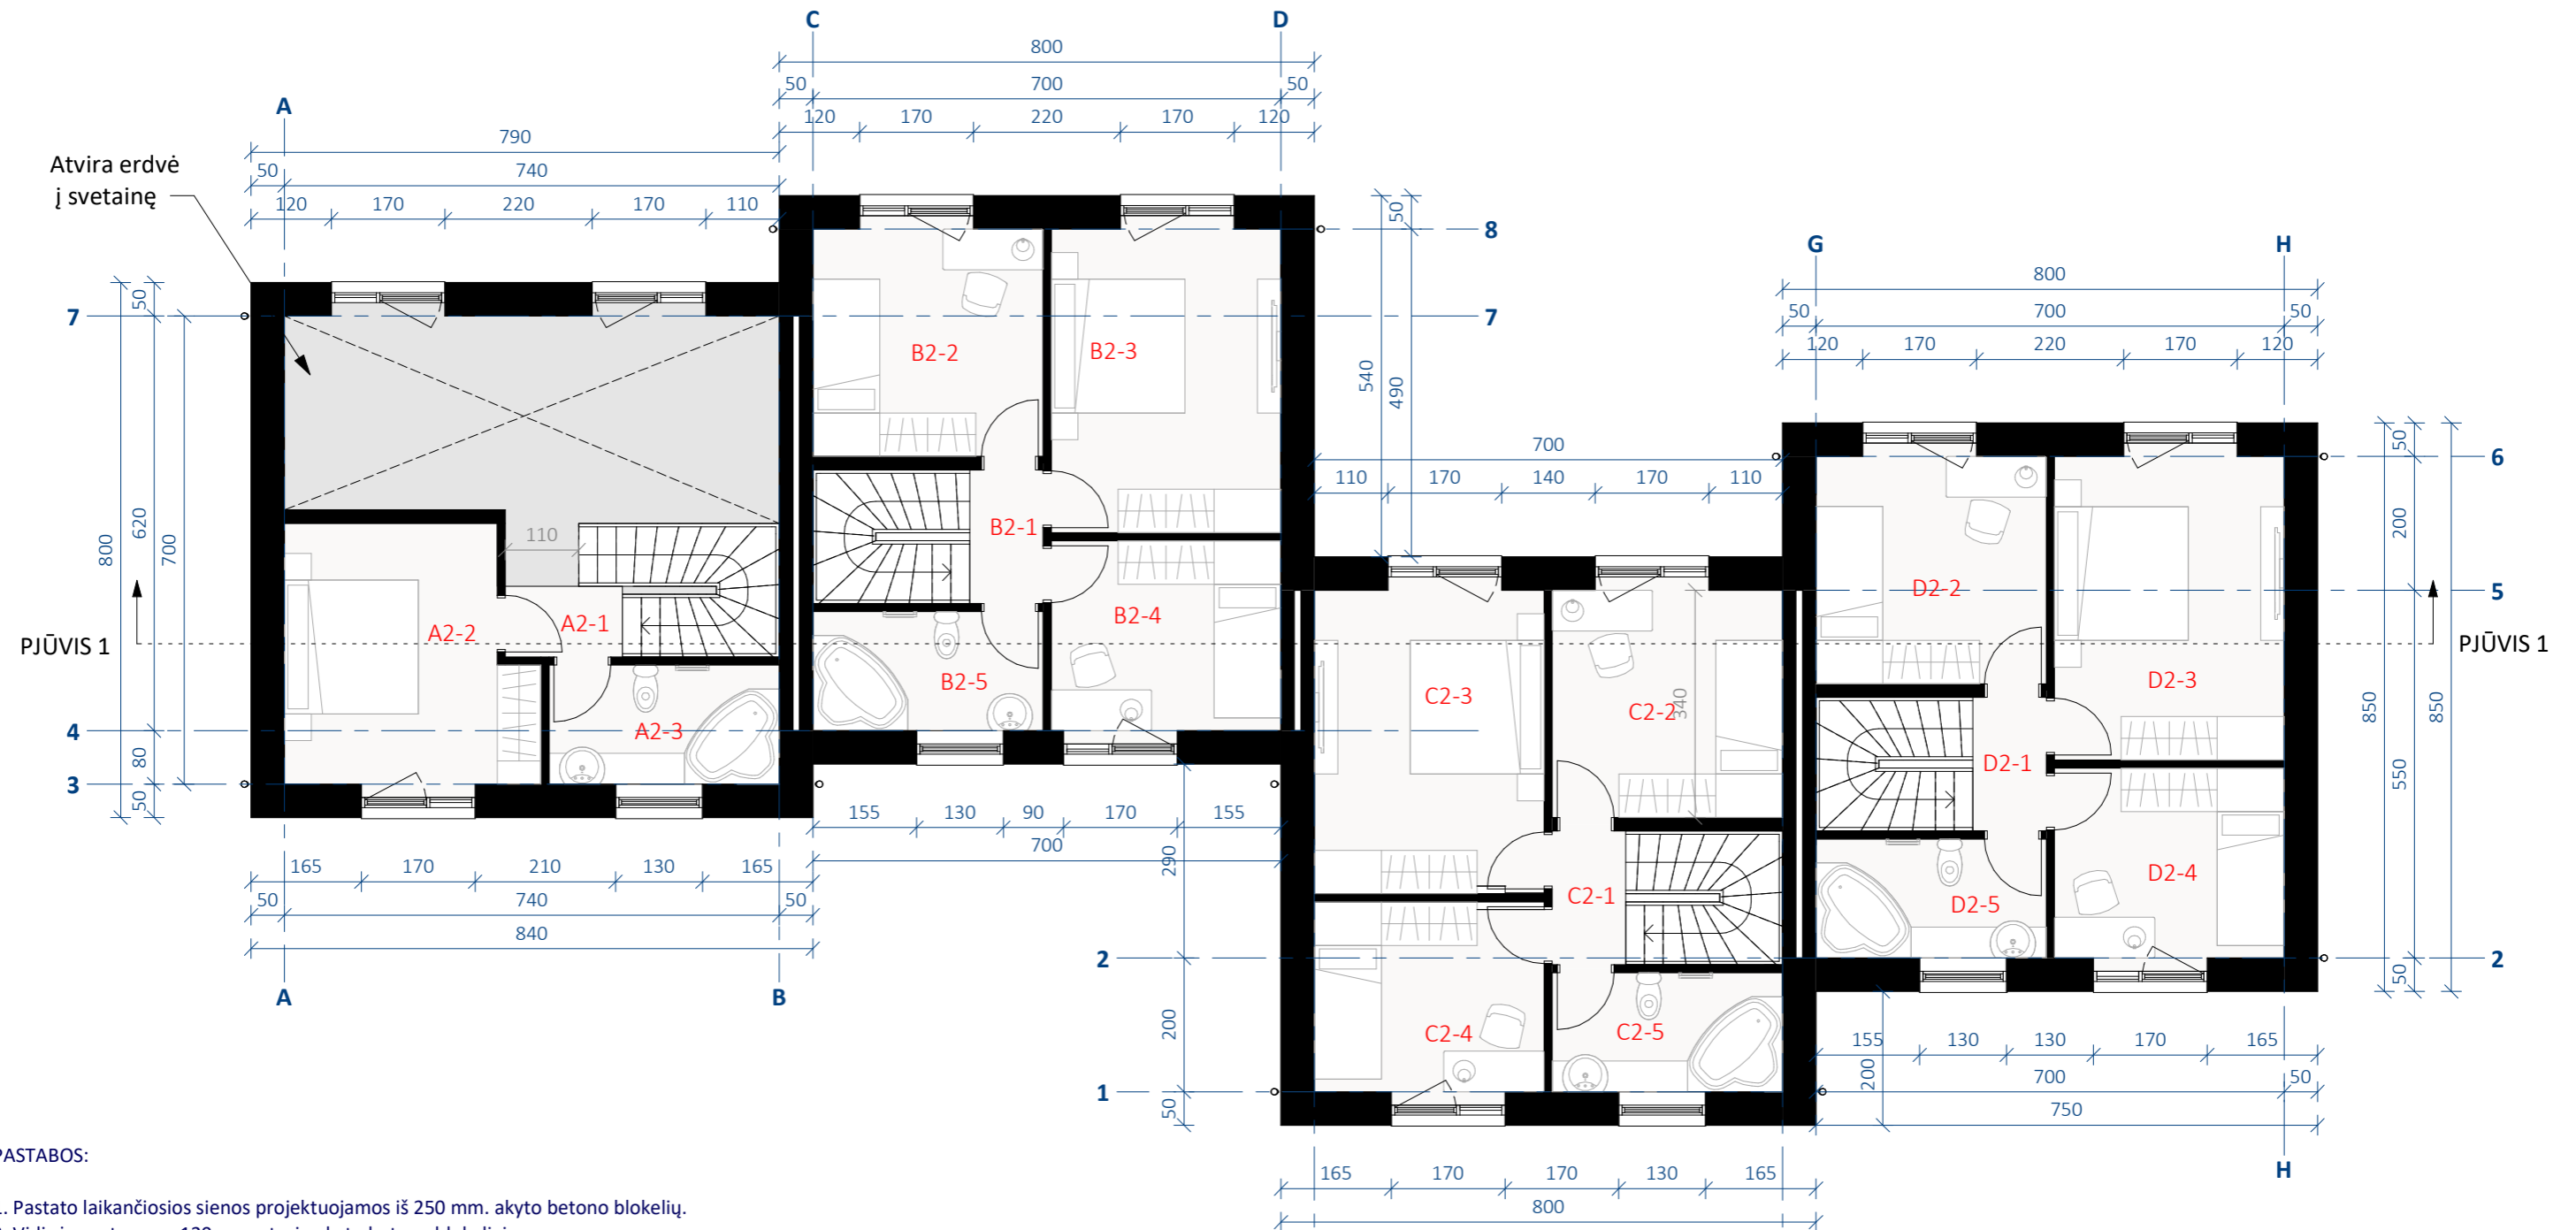 C D
800
50 700 50
120 170 220 170 120
A
790
50 740
120 170 220 170 110
Atvira erdvė
į svetainę
50
8
G H
800
50 700 50
120 170 220 170 120
7
50
7
B2-2 B2-3
540
490
700
110 170 140 170 110
50
6
800
620
700
110
B2-1
200
D2-2
5
PJŪVIS 1
A2-2 A2-1
B2-4
PJŪVIS 1
B2-5
C2-3 C2-2
340
D2-3
850
550
850
4
A2-3
80
3
50
D2-1
155 130 90 170 155
700
290
165 170 210 130 165
50 740 50
840
C2-1
D2-4
D2-5
2
2
50
A B
200
C2-4 C2-5
155 130 130 170 165
200
700 50
750
1
50
H
165 170 170 130 165
800
PASTABOS:
. Pastato laikančiosios sienos projektuojamos iš 250 mm. akyto betono blokelių.